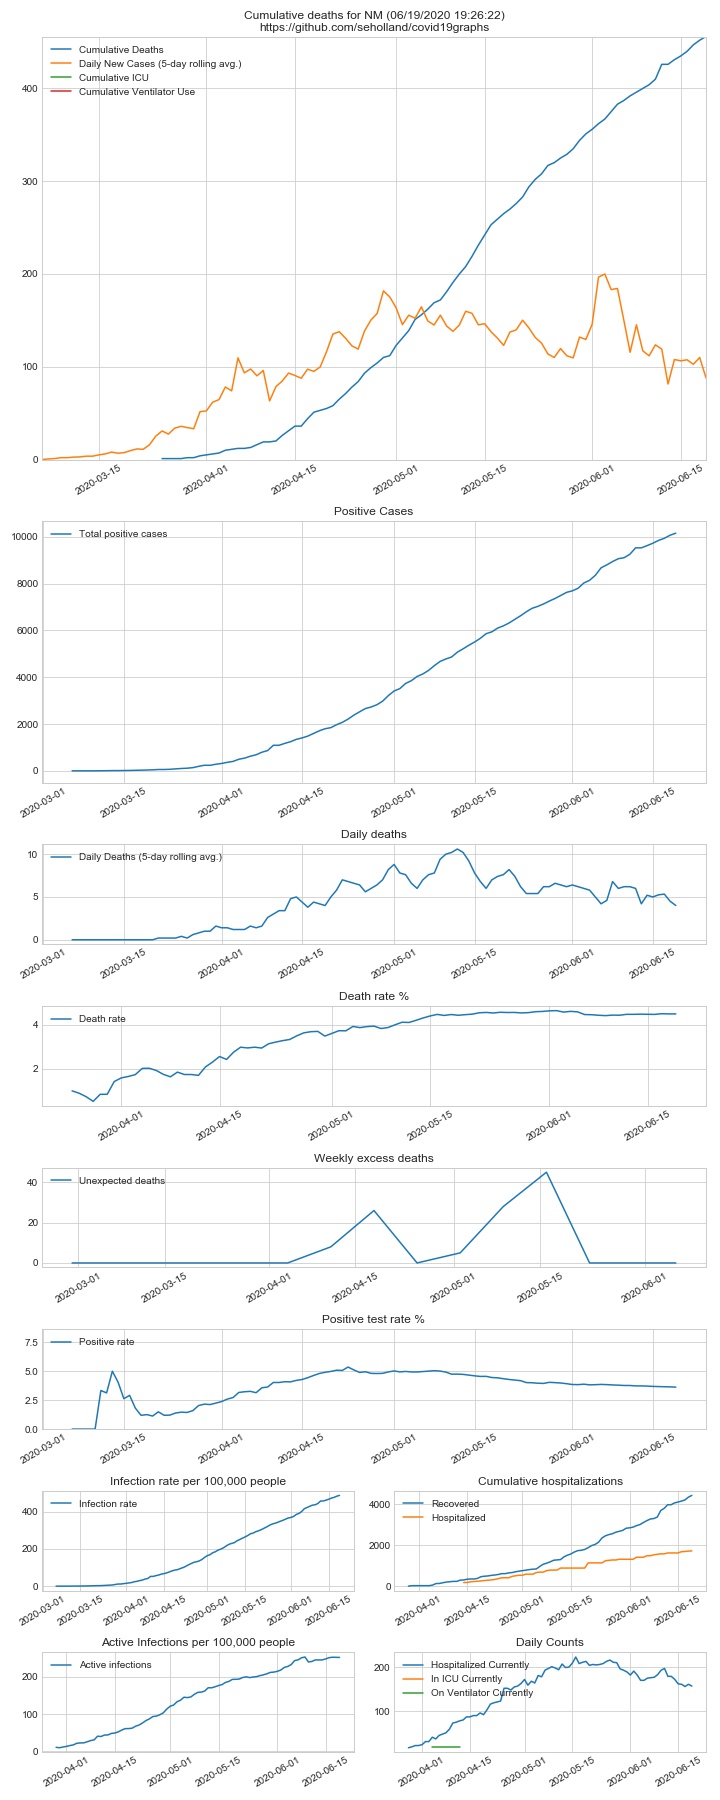 Cumulative deaths for NM (06/19/2020 19:26:22)
https://github.com/seholland/covid19graphs
Cumulative Deaths
Daily New Cases (5-day rolling avg.)
Cumulative ICU
Cumulative Ventilator Use
400
300
200
100
0
2020-03-15 2020-04-01 2020-04-15 2020-05-01 2020-05-15 2020-06-01 2020-06-15
Positive Cases
Total positive cases
10000
8000
6000
4000
2000
0
2020-03-01 2020-03-15 2020-04-01 2020-04-15 2020-05-01 2020-05-15 2020-06-01 2020-06-15
Daily deaths
Daily Deaths (5-day rolling avg.)
10
5
0
2020-03-01 2020-03-15 2020-04-01 2020-04-15 2020-05-01 2020-05-15 2020-06-01 2020-06-15
Death rate %
Death rate
4
2
2020-04-01 2020-04-15 2020-05-01 2020-05-15 2020-06-01 2020-06-15
Weekly excess deaths
Unexpected deaths
40
20
0
2020-03-01 2020-03-15 2020-04-01 2020-04-15 2020-05-01 2020-05-15 2020-06-01
Positive test rate %
Positive rate
7.5
5.0
2.5
0.0
2020-03-01 2020-03-15 2020-04-01 2020-04-15 2020-05-01 2020-05-15 2020-06-01 2020-06-15
Infection rate per 100,000 people
Infection rate
400
200
0
2020-03-01 2020-03-15 2020-04-01 2020-04-15 2020-05-01 2020-05-15 2020-06-01 2020-06-15
Cumulative hospitalizations
Recovered
Hospitalized
4000
2000
0
2020-04-01 2020-04-15 2020-05-01 2020-05-15 2020-06-01 2020-06-15
Active Infections per 100,000 people
Active infections
200
100
0
2020-04-01 2020-04-15 2020-05-01 2020-05-15 2020-06-01 2020-06-15
Daily Counts
Hospitalized Currently
In ICU Currently
On Ventilator Currently
200
100
2020-04-01 2020-04-15 2020-05-01 2020-05-15 2020-06-01 2020-06-15